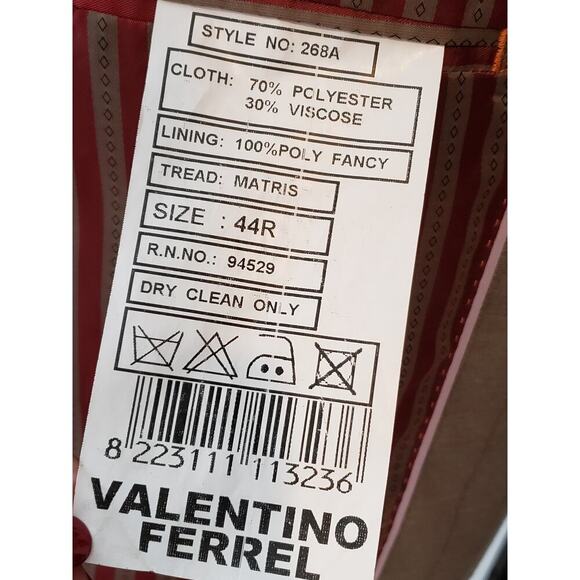 STYLE NO: 268A
CLOTH: 70% POLYESTER
30% VISCOSE
LINING: 100%POLY FANCY
TREAD: MATRIS
SIZE : 44R
R.N.NO.: 94529
DRY CLEAN ONLY
8 223111 113236
VALENTINO
FERREL